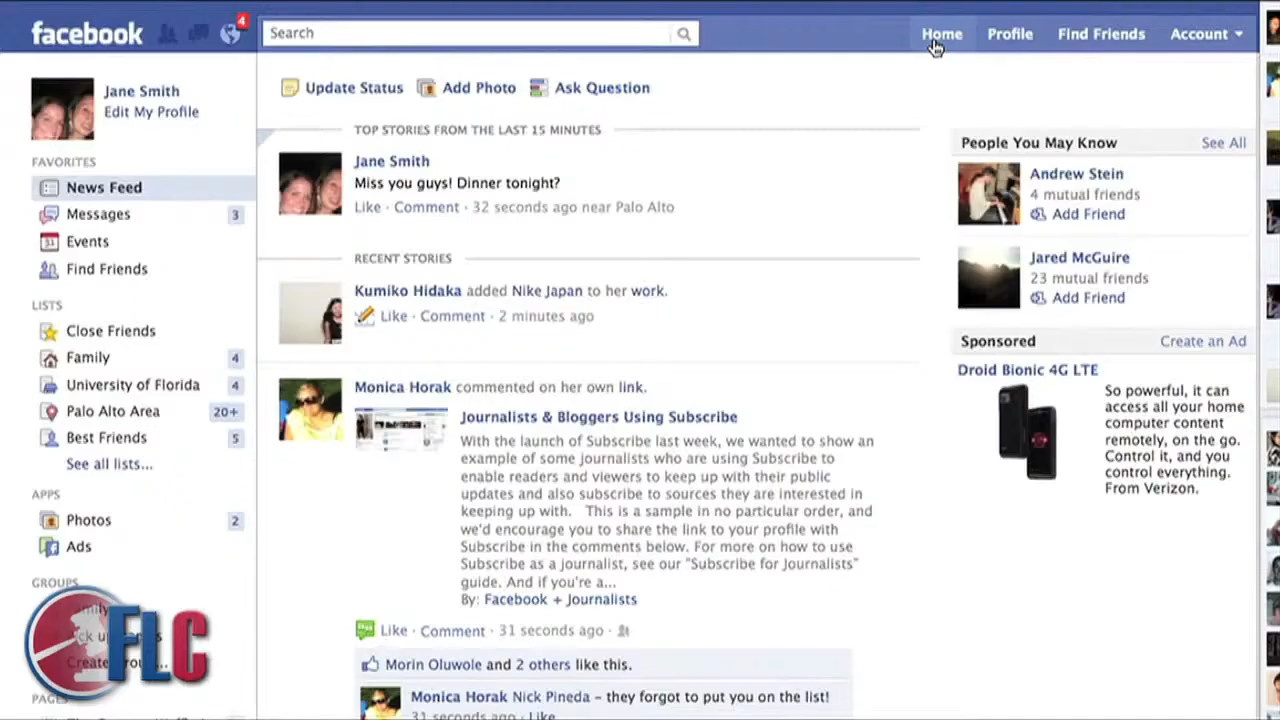 facebook
4
Search
Home
Profile
Find Friends
Account
Jane Smith
Edit My Profile
FAVORITES
News Feed
Messages 3
Events
Find Friends
LISTS
Close Friends
Family 4
University of Florida 4
Palo Alto Area 20+
Best Friends 5
See all lists...
APPS
Photos 2
Ads
GROUPS
FLC
Update Status
Add Photo
Ask Question
TOP STORIES FROM THE LAST 15 MINUTES
Jane Smith
Miss you guys! Dinner tonight?
Like · Comment · 32 seconds ago near Palo Alto
RECENT STORIES
Kumiko Hidaka added Nike Japan to her work.
Like · Comment · 2 minutes ago
Monica Horak commented on her own link.
Journalists & Bloggers Using Subscribe
With the launch of Subscribe last week, we wanted to show an
example of some journalists who are using Subscribe to
enable readers and viewers to keep up with their public
updates and also subscribe to sources they are interested in
keeping up with. This is a sample in no particular order, and
we'd encourage you to share the link to your profile with
Subscribe in the comments below. For more on how to use
Subscribe as a journalist, see our "Subscribe for Journalists"
guide. And if you're a...
By: Facebook + Journalists
Like · Comment · 31 seconds ago ·
Morin Oluwole and 2 others like this.
Monica Horak Nick Pineda – they forgot to put you on the list!
31 seconds ago · Like
People You May Know
See All
Andrew Stein
4 mutual friends
Add Friend
Jared McGuire
23 mutual friends
Add Friend
Sponsored
Create an Ad
Droid Bionic 4G LTE
So powerful, it can
access all your home
computer content
remotely, on the go.
Control it, and you
control everything.
From Verizon.